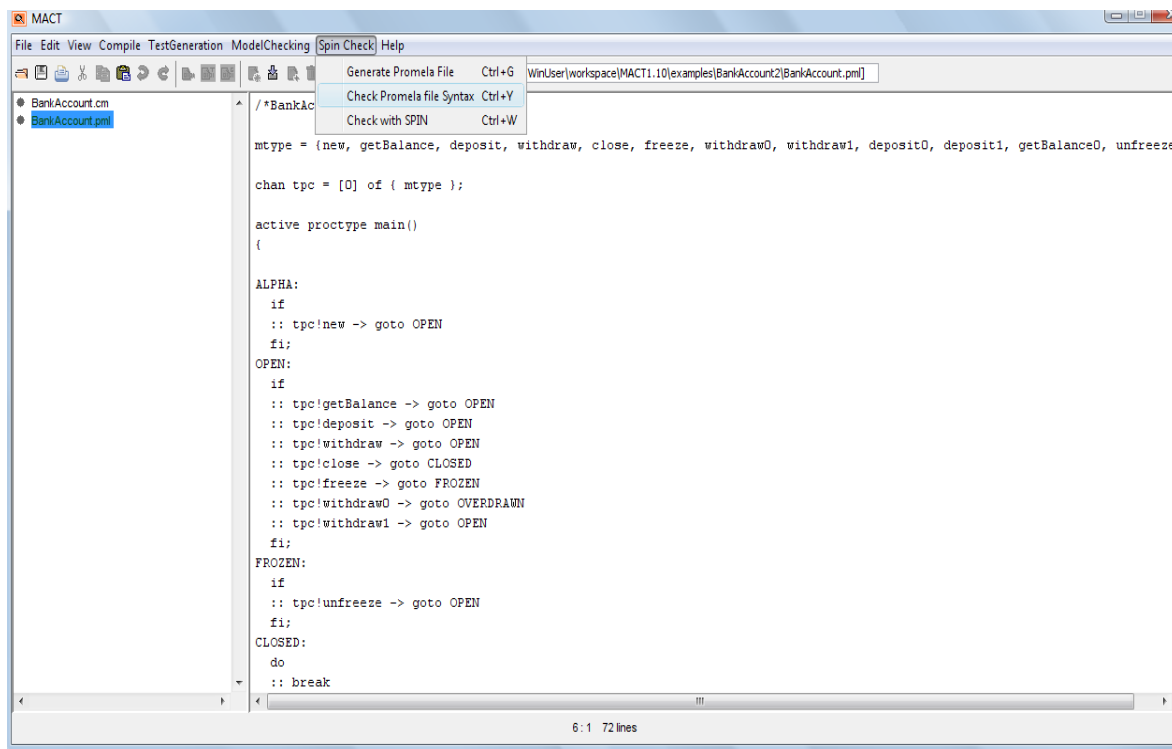 MACT
File Edit View Compile TestGeneration ModelChecking Spin Check Help
Generate Promela File Ctrl+G
Check Promela file Syntax Ctrl+Y
Check with SPIN Ctrl+W
WinUser\workspace\MACT1.10\examples\BankAccount2\BankAccount.pml]
BankAccount.cm
BankAccount.pml
/*BankAc
mtype = {new, getBalance, deposit, withdraw, close, freeze, withdraw0, withdraw1, deposit0, deposit1, getBalance0, unfreeze
chan tpc = [0] of { mtype };
active proctype main()
{
ALPHA:
if
:: tpc!new -> goto OPEN
fi;
OPEN:
if
:: tpc!getBalance -> goto OPEN
:: tpc!deposit -> goto OPEN
:: tpc!withdraw -> goto OPEN
:: tpc!close -> goto CLOSED
:: tpc!freeze -> goto FROZEN
:: tpc!withdraw0 -> goto OVERDRAWN
:: tpc!withdraw1 -> goto OPEN
fi;
FROZEN:
if
:: tpc!unfreeze -> goto OPEN
fi;
CLOSED:
do
:: break
6 : 1 72 lines